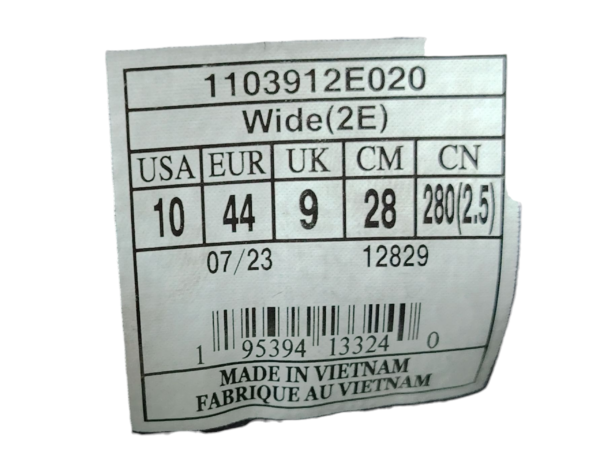 1103912E020
Wide(2E)
USA EUR UK CM CN
10 44 9 28 280(2.5)
07/23 12829
1 95394 13324 0
MADE IN VIETNAM
FABRIQUE AU VIETNAM